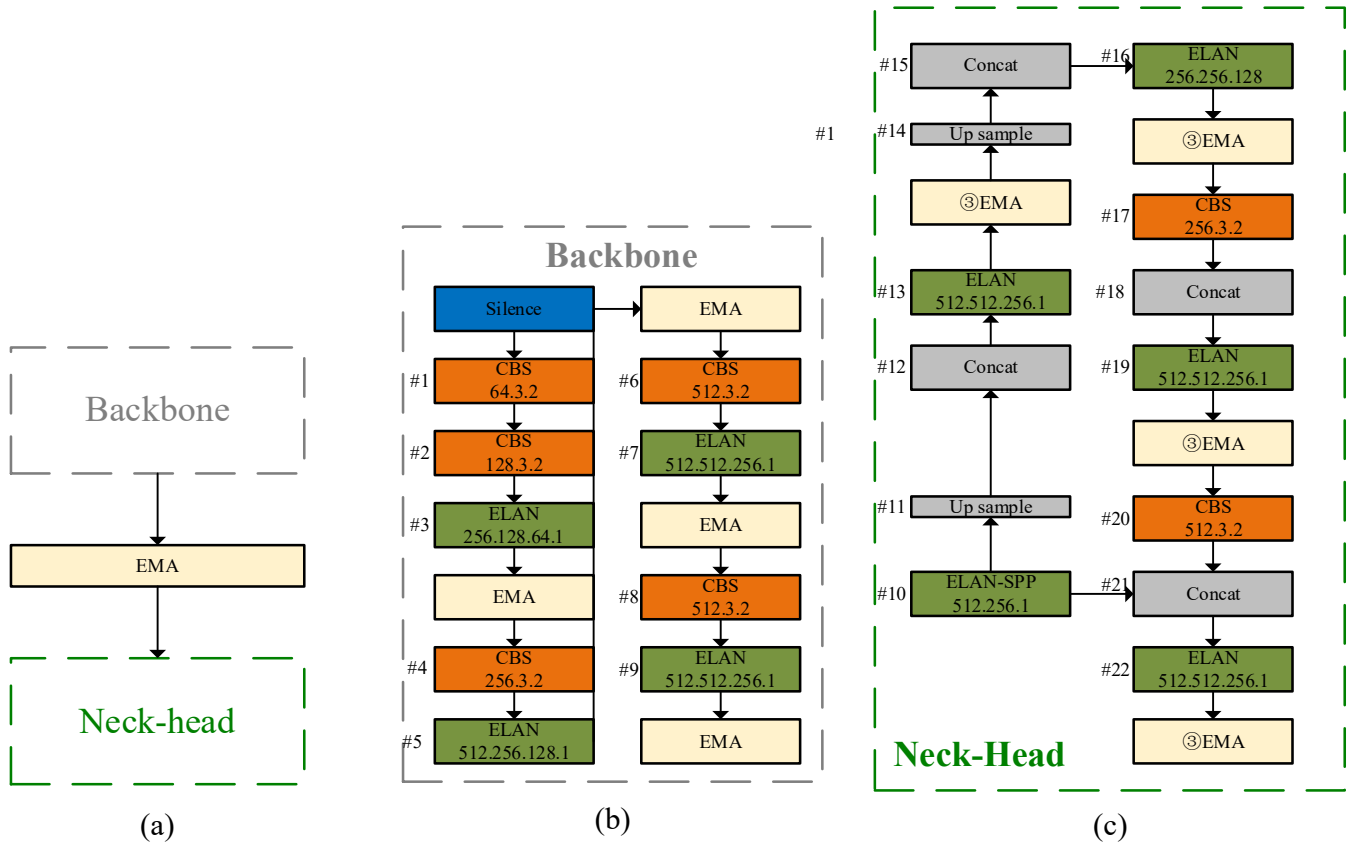 Backbone
EMA
Neck-head
(a)
Backbone
Silence
#1
CBS
64.3.2
#2
CBS
128.3.2
#3
ELAN
256.128.64.1
EMA
#4
CBS
256.3.2
#5
ELAN
512.256.128.1
EMA
#6
CBS
512.3.2
#7
ELAN
512.512.256.1
EMA
#8
CBS
512.3.2
#9
ELAN
512.512.256.1
EMA
(b)
#1
#15
Concat
#14
Up sample
③EMA
#13
ELAN
512.512.256.1
#12
Concat
#11
Up sample
#10
ELAN-SPP
512.256.1
#16
ELAN
256.256.128
③EMA
#17
CBS
256.3.2
#18
Concat
#19
ELAN
512.512.256.1
③EMA
#20
CBS
512.3.2
#21
Concat
#22
ELAN
512.512.256.1
③EMA
Neck-Head
(c)